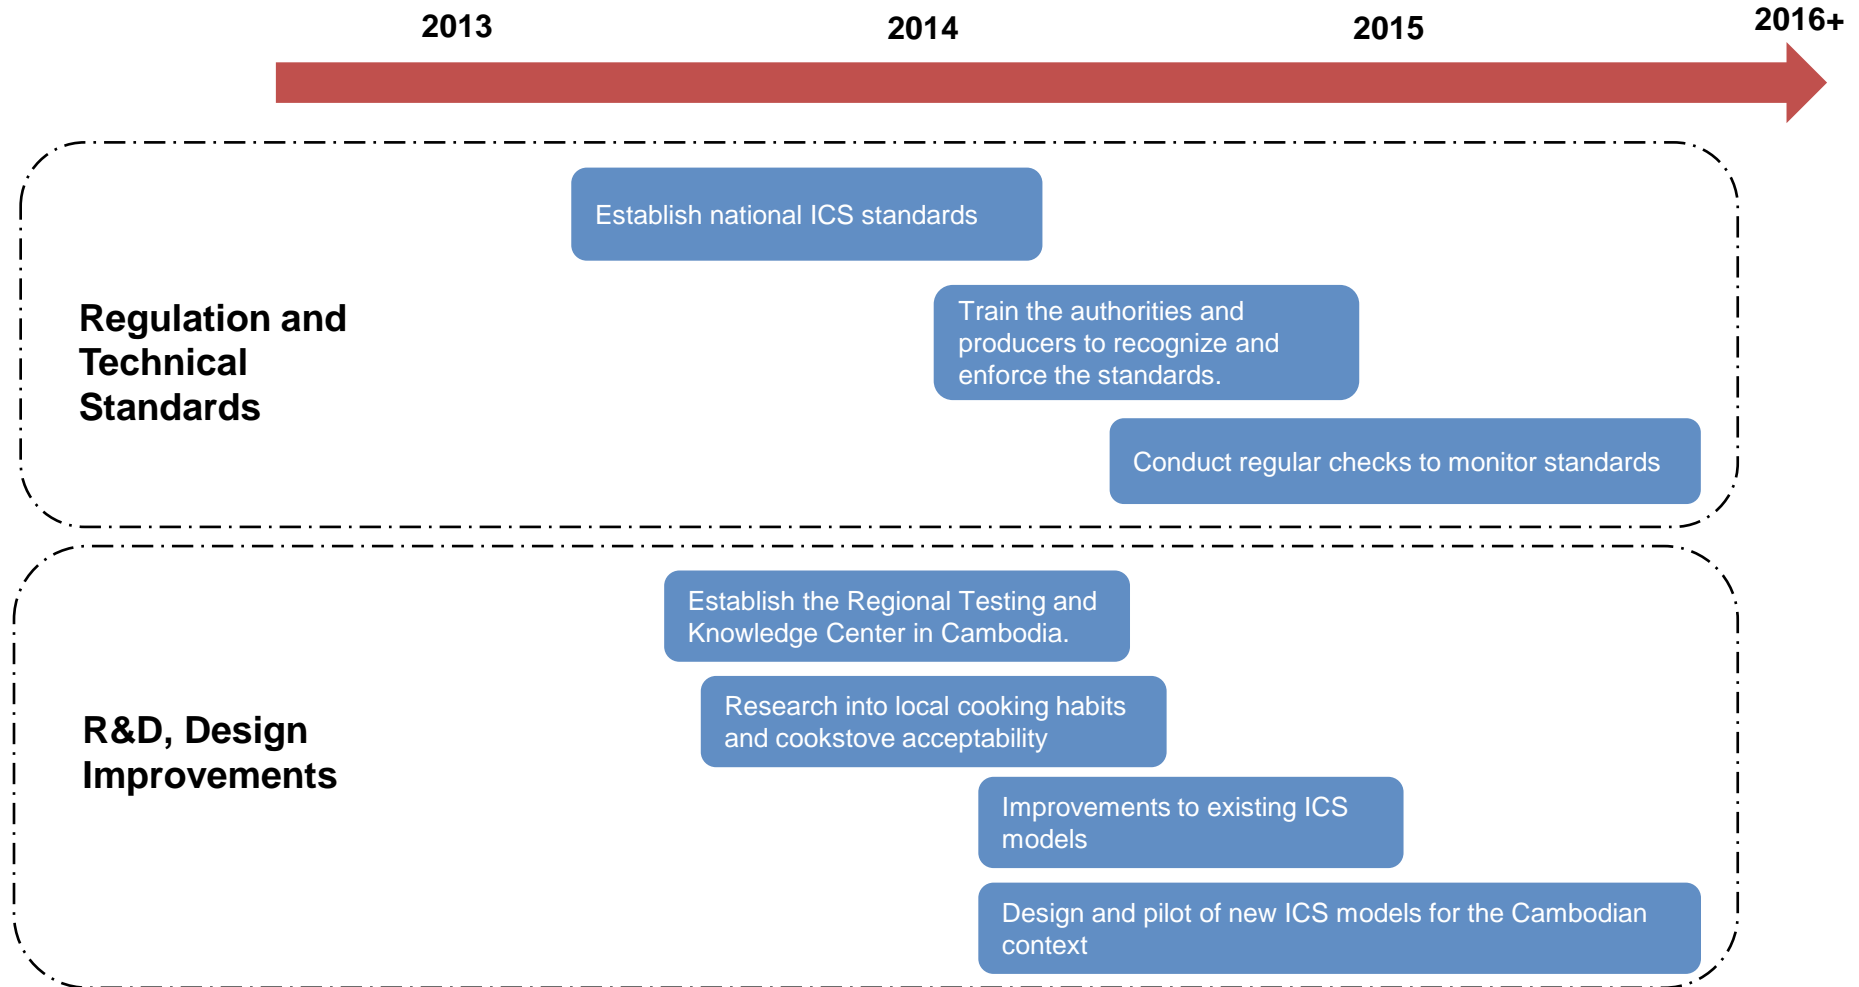 2013
2014
2015
2016+
Regulation and
Technical
Standards
Establish national ICS standards
Train the authorities and
producers to recognize and
enforce the standards.
Conduct regular checks to monitor standards
R&D, Design
Improvements
Establish the Regional Testing and
Knowledge Center in Cambodia.
Research into local cooking habits
and cookstove acceptability
Improvements to existing ICS
models
Design and pilot of new ICS models for the Cambodian
context